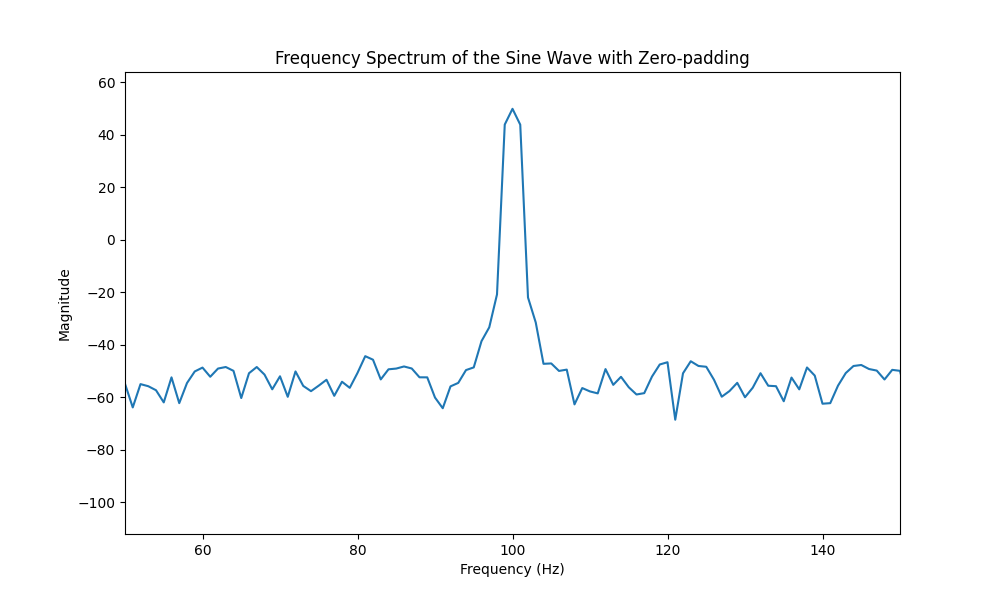 Frequency Spectrum of the Sine Wave with Zero-padding
60
40
20
0
−20
−40
−60
−80
−100
Magnitude
60 80 100 120 140
Frequency (Hz)